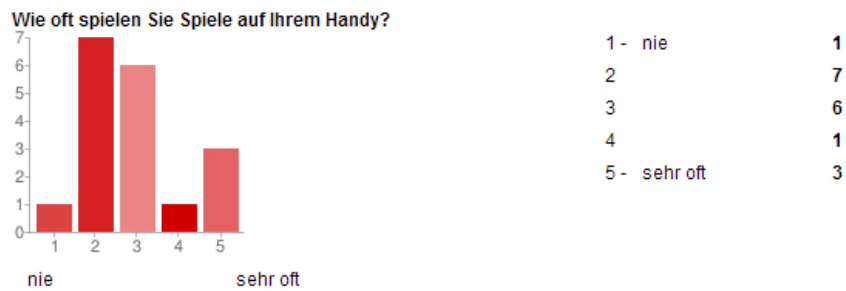 Wie oft spielen Sie Spiele auf Ihrem Handy?
7
6
5
4
3
2
1
0
1 2 3 4 5
nie sehr oft
1 - nie 1
2 7
3 6
4 1
5 - sehr oft 3